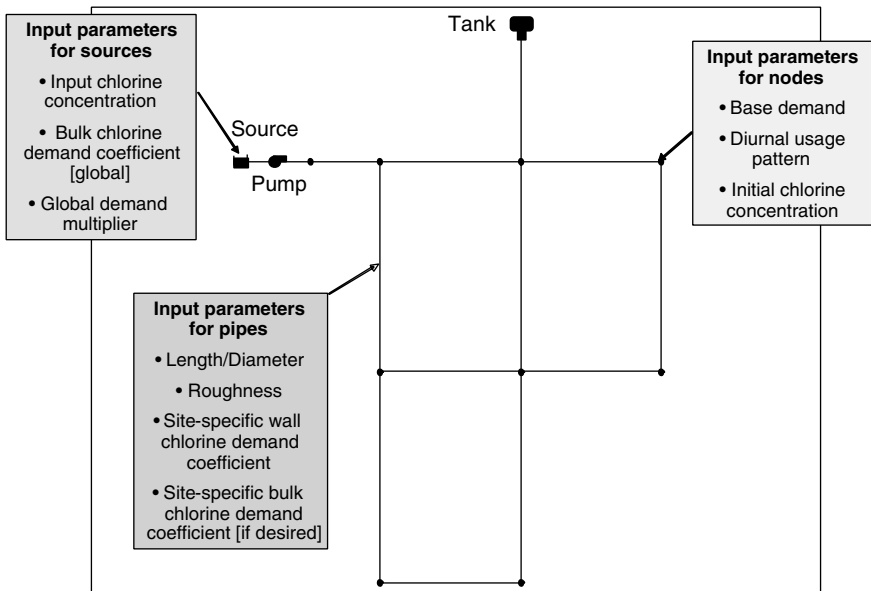 Input parameters
for sources
• Input chlorine
concentration
• Bulk chlorine
demand coefficient
[global]
• Global demand
multiplier
Tank
Source
Pump
Input parameters
for nodes
• Base demand
• Diurnal usage
pattern
• Initial chlorine
concentration
Input parameters
for pipes
• Length/Diameter
• Roughness
• Site-specific wall
chlorine demand
coefficient
• Site-specific bulk
chlorine demand
coefficient [if desired]